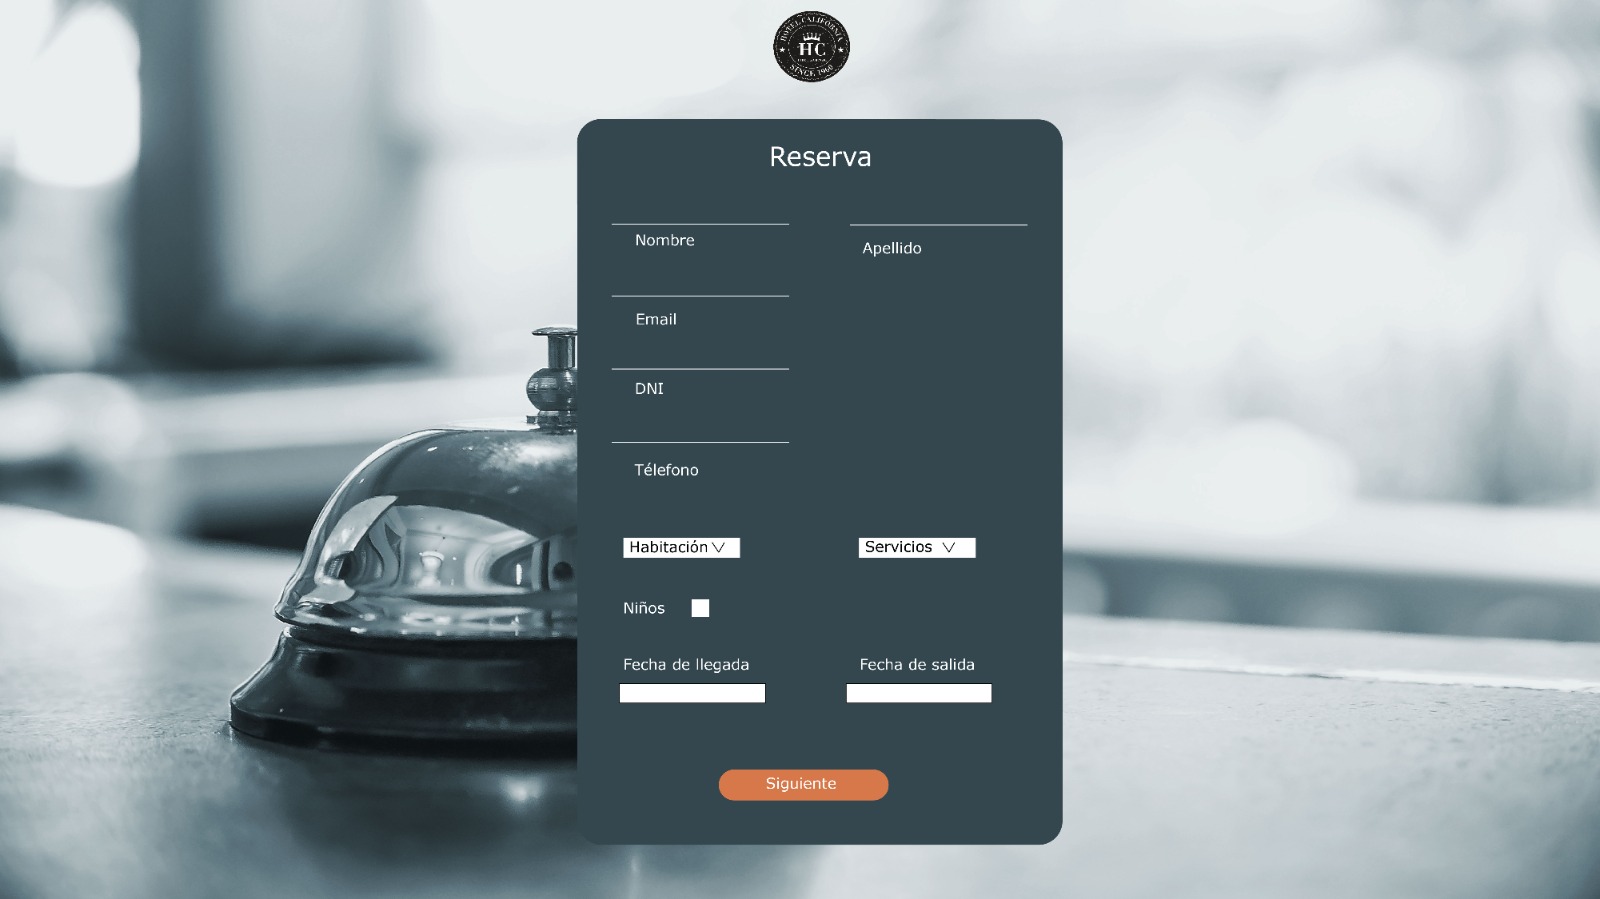 HOTEL CALIFORNIA
HC
SINCE 1960
Reserva
Nombre
Apellido
Email
DNI
Télefono
Habitación
Servicios
Niños
Fecha de llegada
Fecha de salida
Siguiente